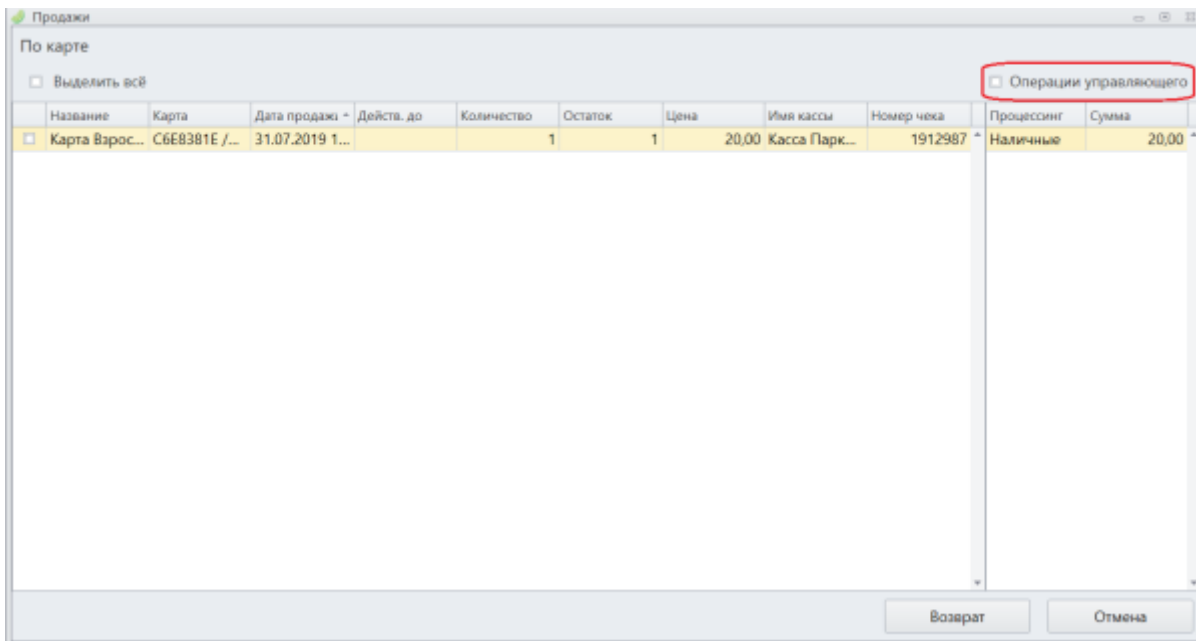 Продажи
По карте
Выделить всё
Операции управляющего
Название Карта Дата продажи Действ. до Количество Остаток Цена Имя кассы Номер чека Процессинг Сумма
Карта Взрос... C6E8381E /... 31.07.2019 1... 1 1 20,00 Касса Парк... 1912987 Наличные 20,00
Возврат Отмена